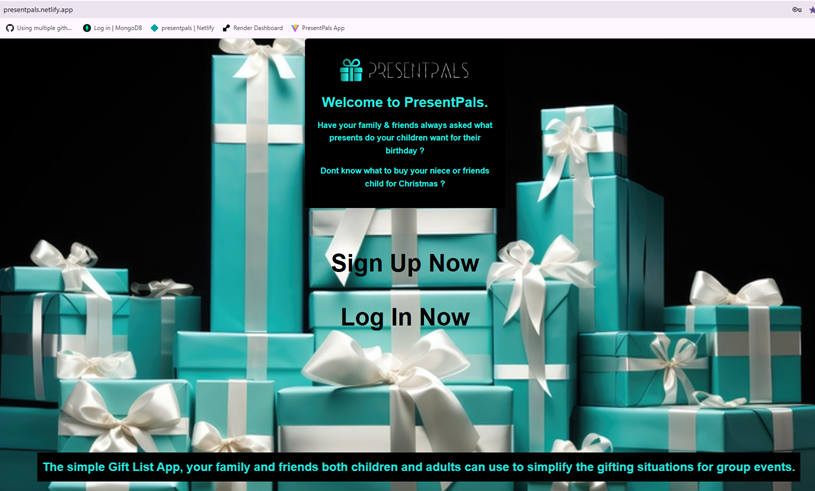 presentpals.netlify.app
Using multiple gith...
Log in | MongoDB
presentpals | Netlify
Render Dashboard
PresentPals App
PRESENTPALS
Welcome to PresentPals.
Have your family & friends always asked what
presents do your children want for their
birthday ?
Dont know what to buy your niece or friends
child for Christmas ?
Sign Up Now
Log In Now
The simple Gift List App, your family and friends both children and adults can use to simplify the gifting situations for group events.